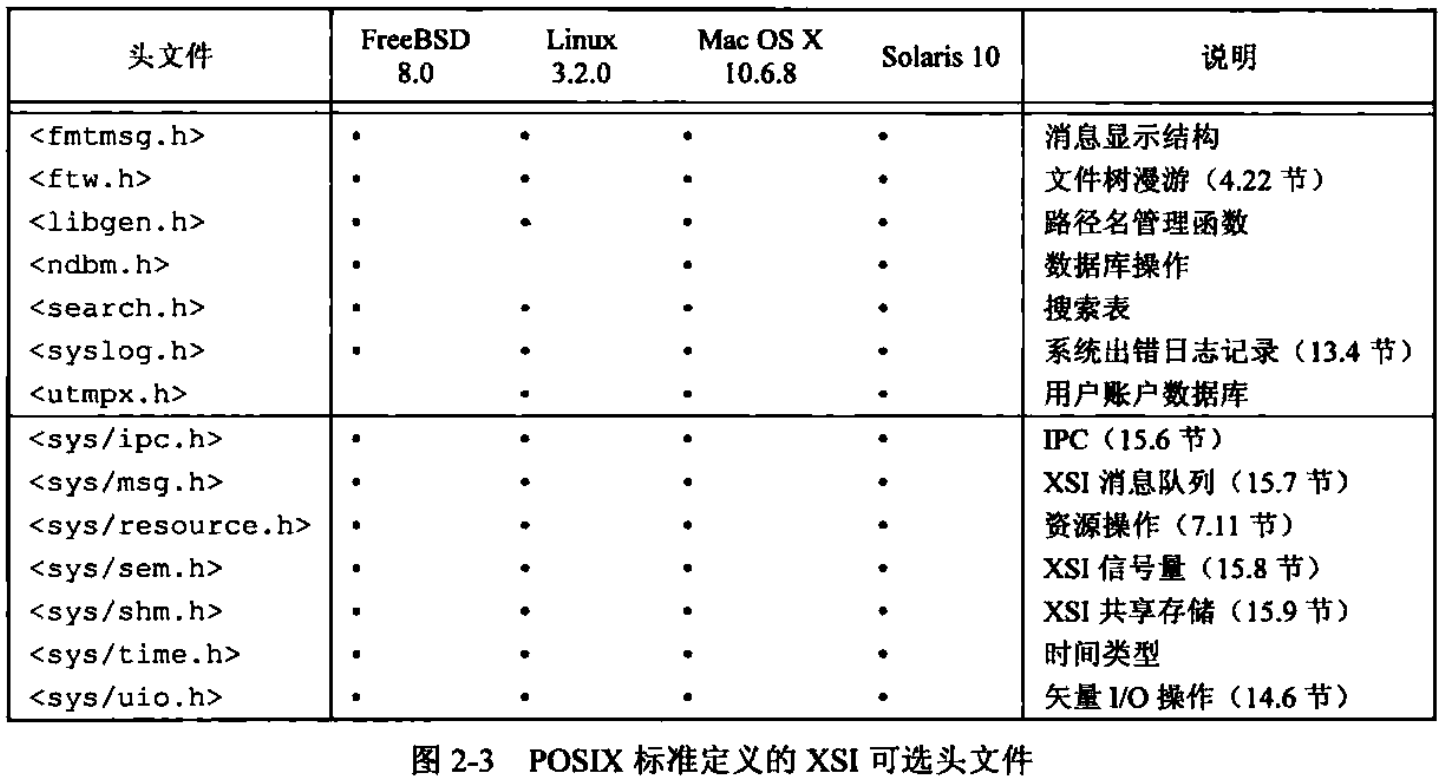 头文件 FreeBSD 8.0 Linux 3.2.0 Mac OS X 10.6.8 Solaris 10 说明
<fmtmsg.h> • • • • 消息显示结构
<ftw.h> • • • • 文件树漫游（4.22 节）
<libgen.h> • • • • 路径名管理函数
<ndbm.h> • • • 数据库操作
<search.h> • • • • 搜索表
<syslog.h> • • • • 系统出错日志记录（13.4 节）
<utmpx.h> • • • 用户账户数据库
<sys/ipc.h> • • • • IPC（15.6 节）
<sys/msg.h> • • • • XSI 消息队列（15.7 节）
<sys/resource.h> • • • • 资源操作（7.11 节）
<sys/sem.h> • • • • XSI 信号量（15.8 节）
<sys/shm.h> • • • • XSI 共享存储（15.9 节）
<sys/time.h> • • • • 时间类型
<sys/uio.h> • • • • 矢量 I/O 操作（14.6 节）
图 2-3 POSIX 标准定义的 XSI 可选头文件